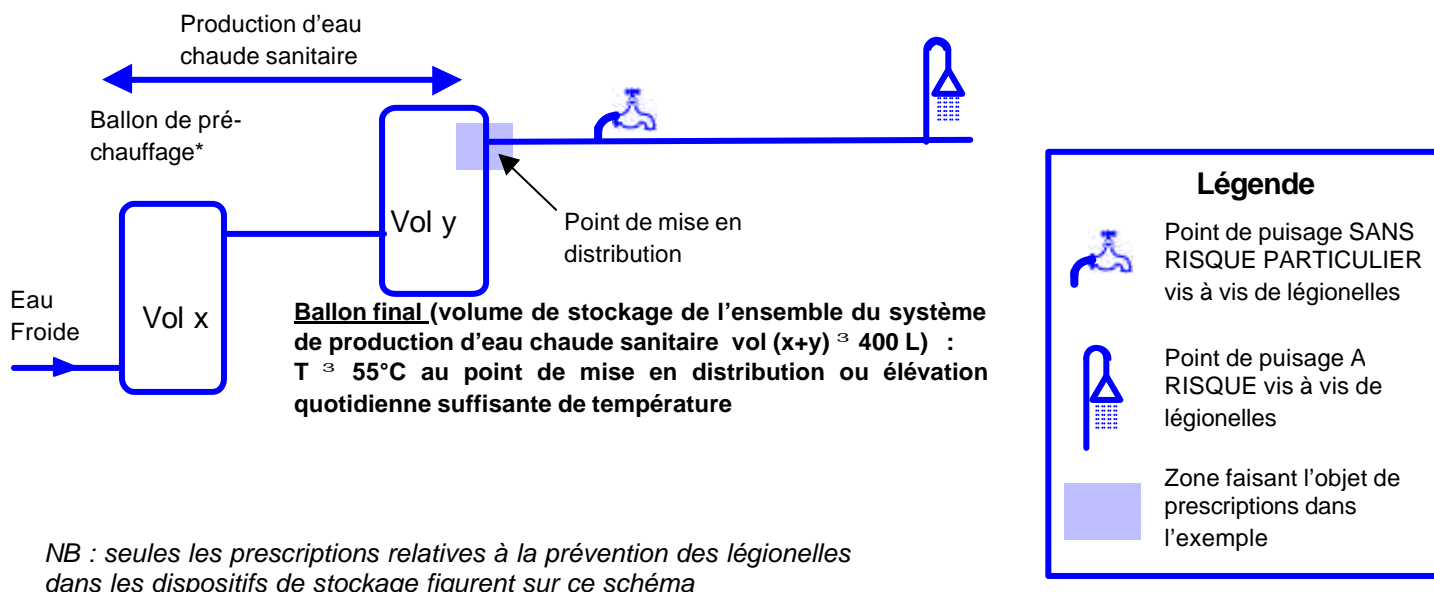 Production d’eau
chaude sanitaire
Ballon de pré-
chauffage*
Vol y
Point de mise en
distribution
Eau
Froide
Vol x
Ballon final (volume de stockage de l’ensemble du système
de production d’eau chaude sanitaire vol (x+y) ³ 400 L) :
T ³ 55°C au point de mise en distribution ou élévation
quotidienne suffisante de température
NB : seules les prescriptions relatives à la prévention des légionelles
dans les dispositifs de stockage figurent sur ce schéma
Légende
Point de puisage SANS
RISQUE PARTICULIER
vis à vis de légionelles
Point de puisage A
RISQUE vis à vis de
légionelles
Zone faisant l’objet de
prescriptions dans
l’exemple